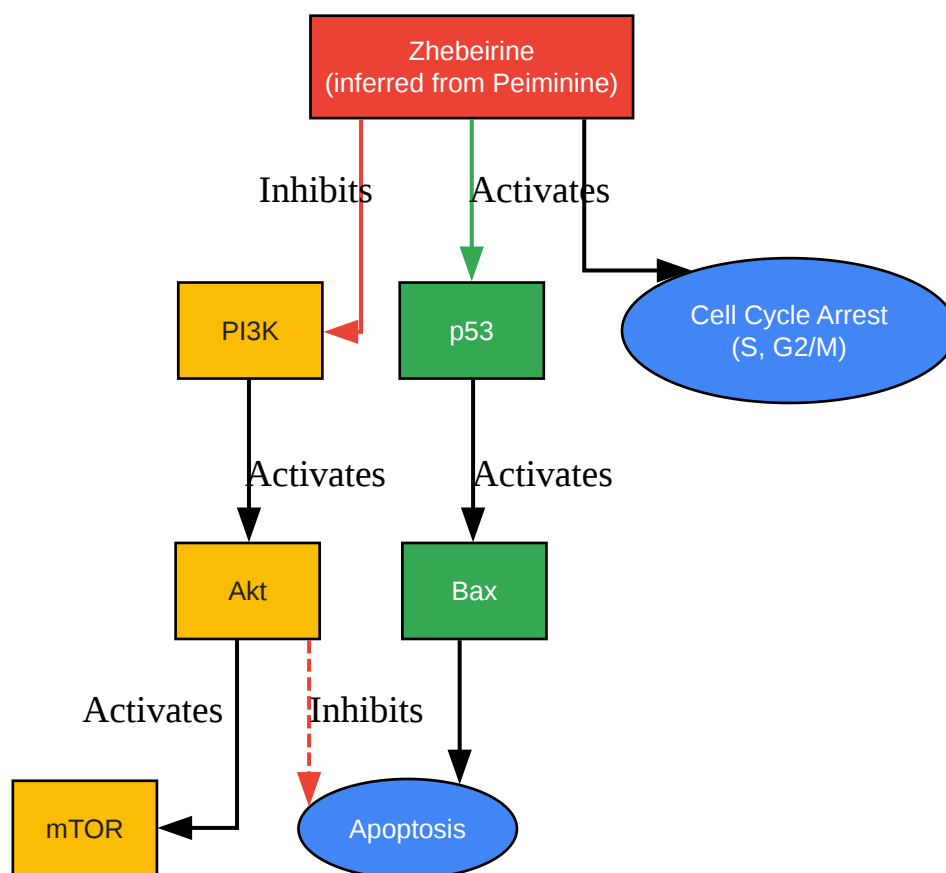 Zhebeirine
(inferred from Peiminine)
Inhibits
Activates
PI3K
p53
Cell Cycle Arrest
(S, G2/M)
Activates
Activates
Akt
Bax
Activates
Inhibits
mTOR
Apoptosis